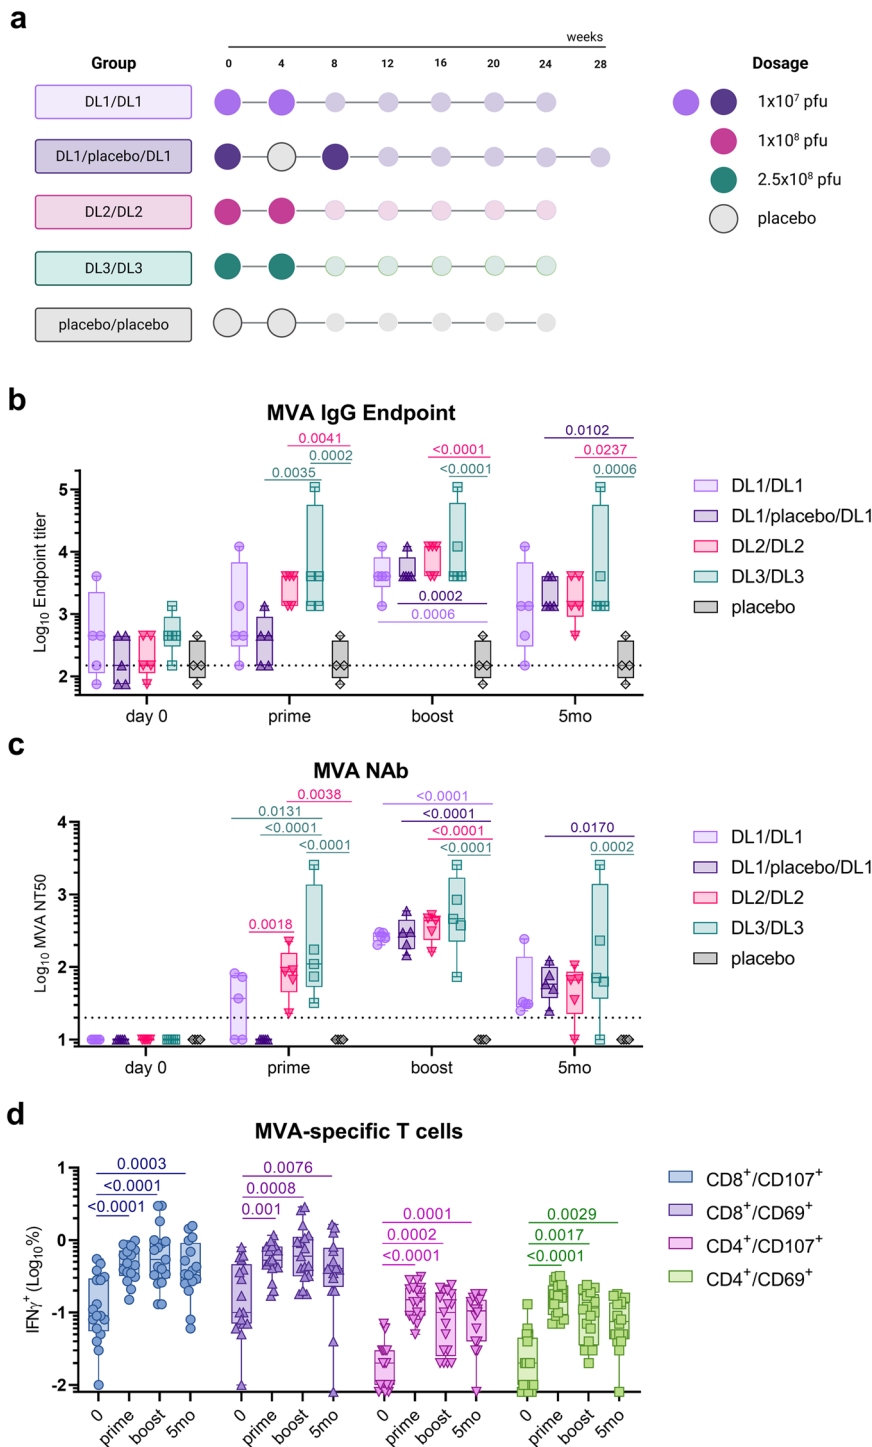 a
weeks
Group
0 4 8 12 16 20 24 28
Dosage
DL1/DL1
1x10⁷ pfu
DL1/placebo/DL1
1x10⁸ pfu
2.5x10⁸ pfu
DL2/DL2
placebo
DL3/DL3
placebo/placebo
b
MVA IgG Endpoint
0.0041
0.0002
0.0035
<0.0001
<0.0001
0.0102
0.0237
0.0006
0.0002
0.0006
Log₁₀ Endpoint titer
5
4
3
2
day 0 prime boost 5mo
DL1/DL1
DL1/placebo/DL1
DL2/DL2
DL3/DL3
placebo
c
MVA NAb
0.0038
0.0131
<0.0001
<0.0001
0.0018
<0.0001
<0.0001
<0.0001
<0.0001
0.0170
0.0002
Log₁₀ MVA NT50
4
3
2
1
day 0 prime boost 5mo
DL1/DL1
DL1/placebo/DL1
DL2/DL2
DL3/DL3
placebo
d
MVA-specific T cells
0.0003
<0.0001
<0.0001
0.0076
0.0008
0.001
0.0001
0.0002
<0.0001
0.0029
0.0017
<0.0001
IFNγ⁺ (Log₁₀%)
1
0
-1
-2
0 prime boost 5mo 0 prime boost 5mo 0 prime boost 5mo 0 prime boost 5mo
CD8⁺/CD107⁺
CD8⁺/CD69⁺
CD4⁺/CD107⁺
CD4⁺/CD69⁺